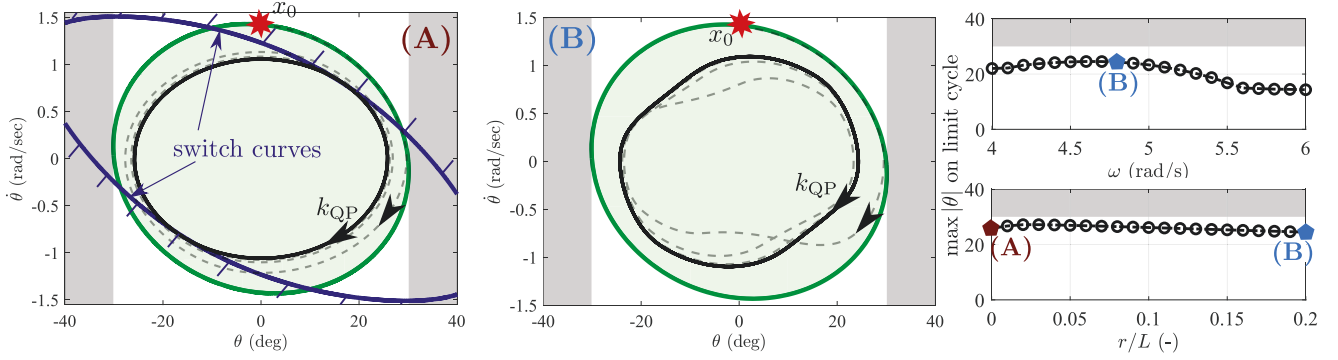 x₀
(A)
switch curves
k_QP
1.5
1
0.5
0
-0.5
-1
-1.5
θ̇ (rad/sec)
-40
-20
0
20
40
θ (deg)
(B)
x₀
k_QP
1.5
1
0.5
0
-0.5
-1
-1.5
θ̇ (rad/sec)
-40
-20
0
20
40
θ (deg)
max |θ| on limit cycle
40
20
0
(B)
4
4.5
5
5.5
6
ω (rad/s)
40
20
0
(A)
(B)
0
0.05
0.1
0.15
0.2
r/L (-)